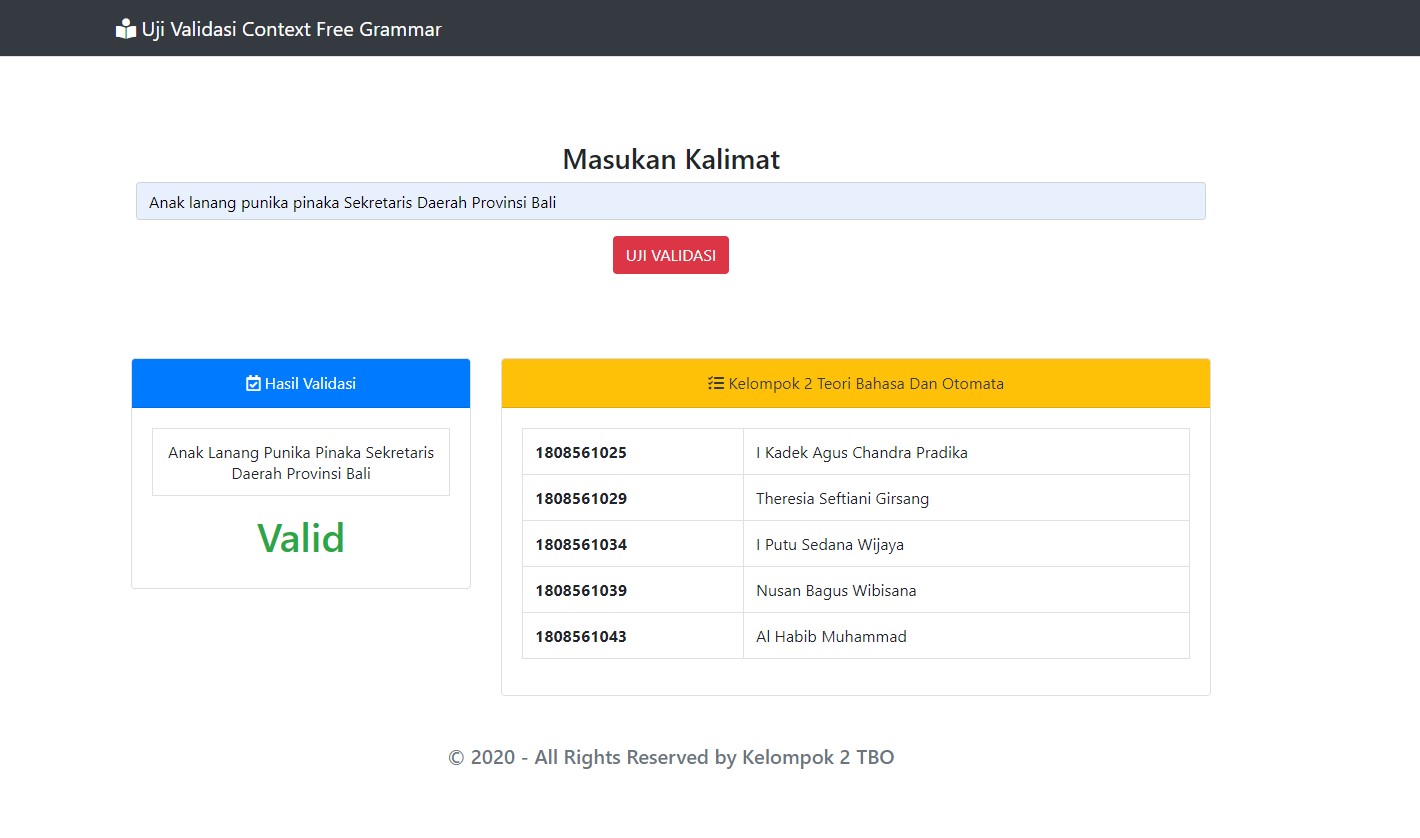 Uji Validasi Context Free Grammar
Masukan Kalimat
Anak lanang punika pinaka Sekretaris Daerah Provinsi Bali
UJI VALIDASI
Hasil Validasi
Anak Lanang Punika Pinaka Sekretaris
Daerah Provinsi Bali
Valid
Kelompok 2 Teori Bahasa Dan Otomata
1808561025 I Kadek Agus Chandra Pradika
1808561029 Theresia Seftiani Girsang
1808561034 I Putu Sedana Wijaya
1808561039 Nusan Bagus Wibisana
1808561043 Al Habib Muhammad
© 2020 - All Rights Reserved by Kelompok 2 TBO